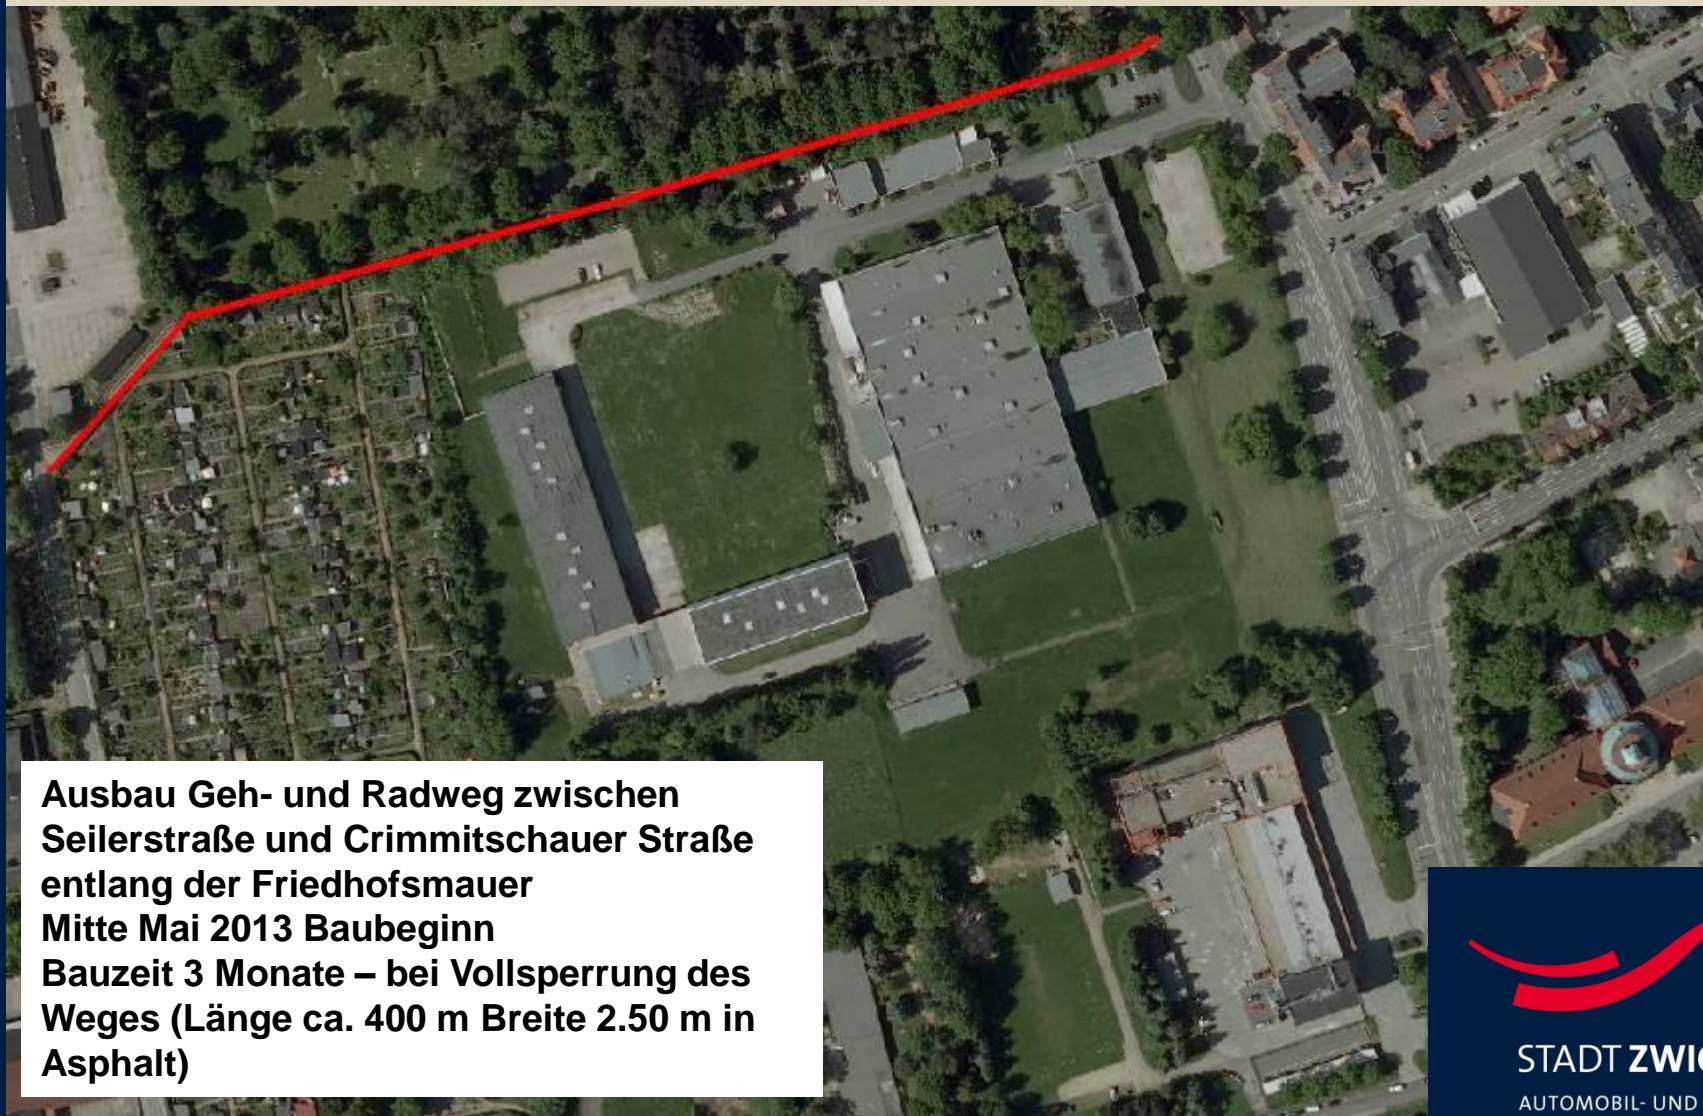 Ausbau Geh- und Radweg zwischen
Seilerstraße und Crimmitschauer Straße
entlang der Friedhofsmauer
Mitte Mai 2013 Baubeginn
Bauzeit 3 Monate – bei Vollsperrung des
Weges (Länge ca. 400 m Breite 2.50 m in
Asphalt)
STADT ZWIC
AUTOMOBIL- UND